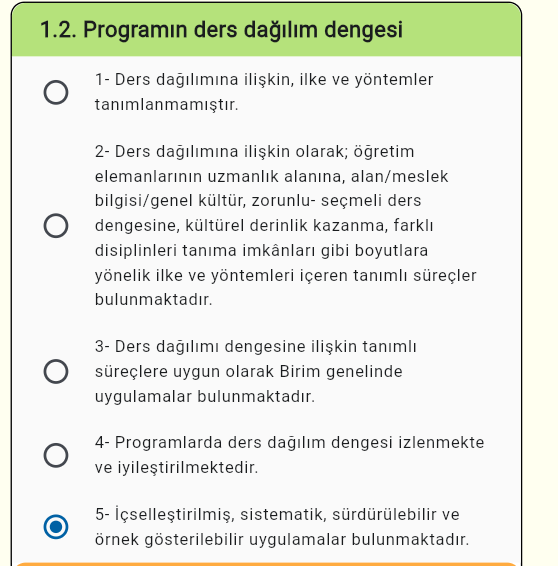 1.2. Programın ders dağılım dengesi
1- Ders dağılımına ilişkin, ilke ve yöntemler
tanımlanmamıştır.
2- Ders dağılımına ilişkin olarak; öğretim
elemanlarının uzmanlık alanına, alan/meslek
bilgisi/genel kültür, zorunlu- seçmeli ders
dengesine, kültürel derinlik kazanma, farklı
disiplinleri tanıma imkânları gibi boyutlara
yönelik ilke ve yöntemleri içeren tanımlı süreçler
bulunmaktadır.
3- Ders dağılımı dengesine ilişkin tanımlı
süreçlere uygun olarak Birim genelinde
uygulamalar bulunmaktadır.
4- Programlarda ders dağılım dengesi izlenmekte
ve iyileştirilmektedir.
5- İçselleştirilmiş, sistematik, sürdürülebilir ve
örnek gösterilebilir uygulamalar bulunmaktadır.